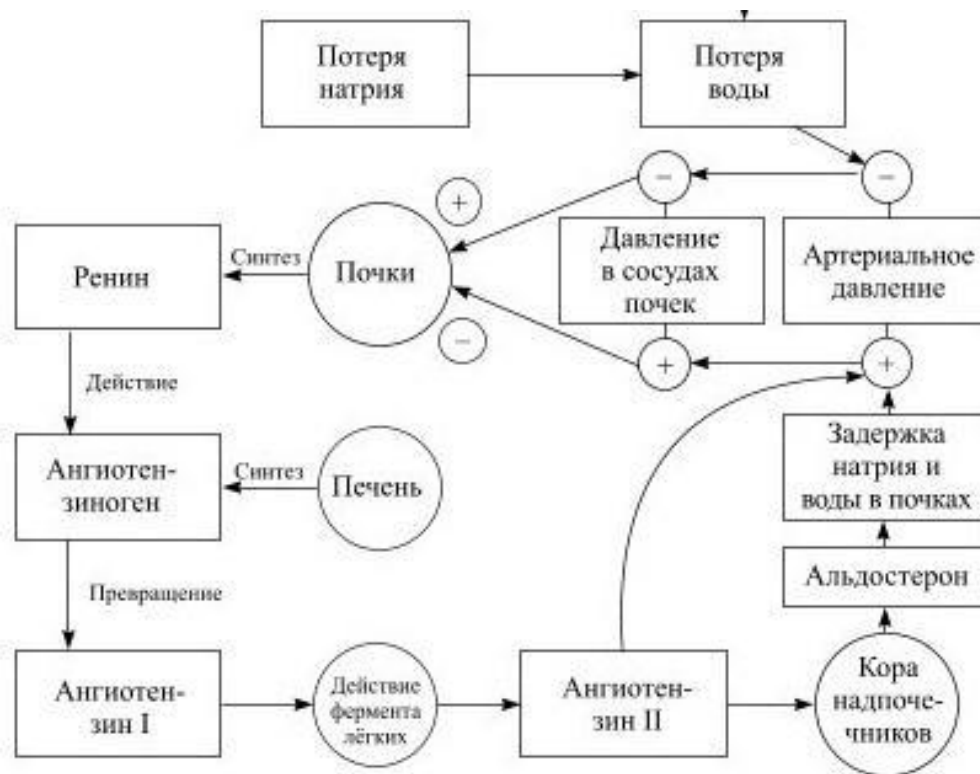 Потеря
натрия
Потеря
воды
−
−
+
Давление
в сосудах
почек
Артериальное
давление
Ренин
Синтез
Почки
−
+
+
Действие
Ангиотен-
зиноген
Синтез
Печень
Задержка
натрия и
воды в почках
Альдостерон
Превращение
Ангиотен-
зин I
Действие
фермента
лёгких
Ангиотен-
зин II
Кора
надпоче-
чников